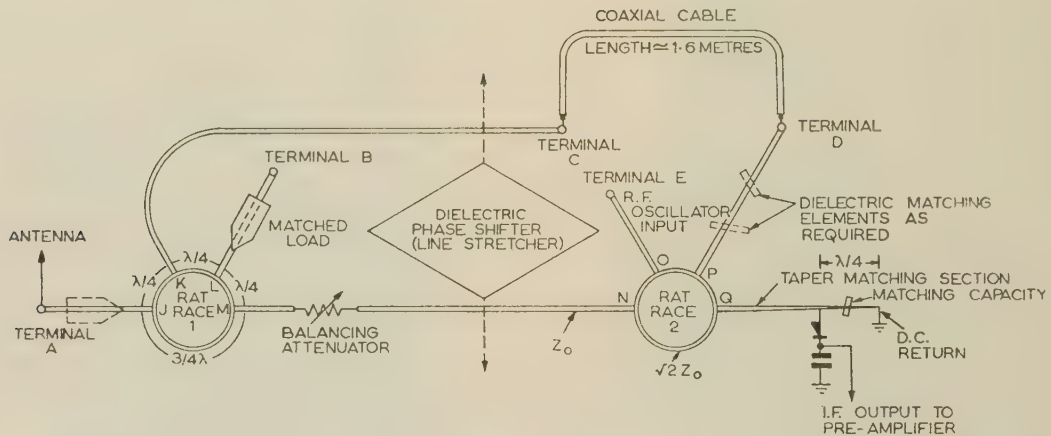 COAXIAL CABLE
LENGTH≃1·6 METRES
TERMINAL
C
TERMINAL
D
TERMINAL B
TERMINAL E
R.F.
OSCILLATOR
INPUT
MATCHED
LOAD
DIELECTRIC
PHASE SHIFTER
(LINE STRETCHER)
DIELECTRIC MATCHING
ELEMENTS AS
REQUIRED
ANTENNA
λ/4
λ/4
λ/4
λ/4
TAPER MATCHING SECTION
MATCHING CAPACITY
K
L
J
M
RAT
RACE
1
O
P
N
Q
RAT
RACE
2
TERMINAL
A
3/4λ
BALANCING
ATTENUATOR
Zo
√2 Zo
D.C.
RETURN
I.F. OUTPUT TO
PRE-AMPLIFIER